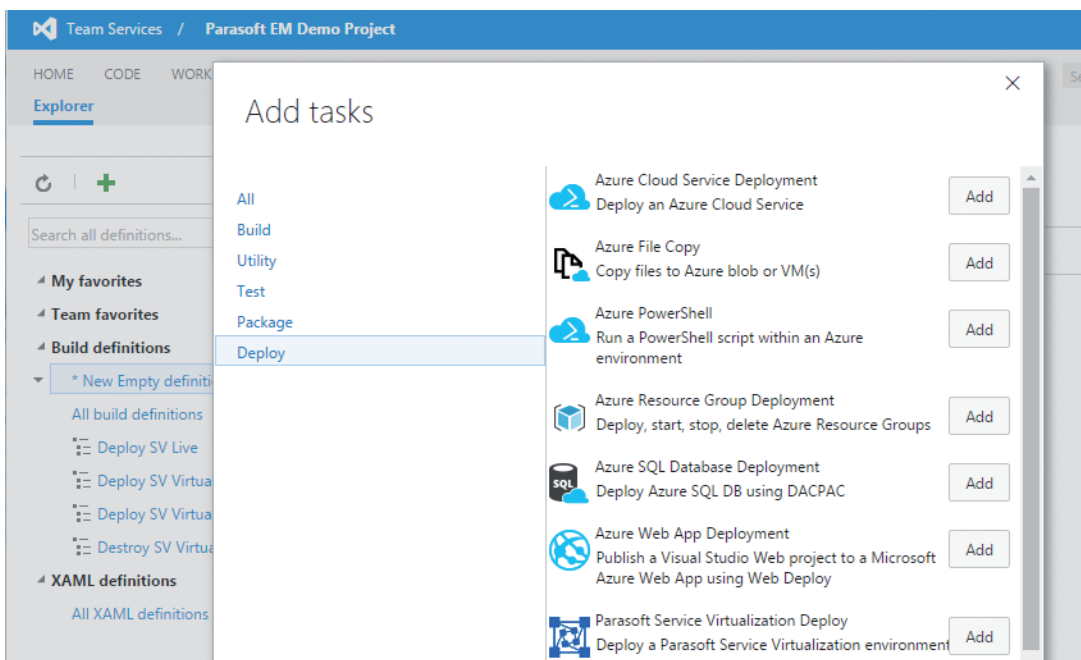 Team Services / Parasoft EM Demo Project
HOME CODE WORK
Explorer
Search all definitions...
My favorites
Team favorites
Build definitions
* New Empty definiti
All build definitions
Deploy SV Live
Deploy SV Virtua
Deploy SV Virtua
Destroy SV Virtua
XAML definitions
All XAML definitions
Se
Add tasks
All
Build
Utility
Test
Package
Deploy
Azure Cloud Service Deployment
Deploy an Azure Cloud Service
Add
Azure File Copy
Copy files to Azure blob or VM(s)
Add
Azure PowerShell
Run a PowerShell script within an Azure
environment
Add
Azure Resource Group Deployment
Deploy, start, stop, delete Azure Resource Groups
Add
SQL
Azure SQL Database Deployment
Deploy Azure SQL DB using DACPAC
Add
Azure Web App Deployment
Publish a Visual Studio Web project to a Microsoft
Azure Web App using Web Deploy
Add
Parasoft Service Virtualization Deploy
Deploy a Parasoft Service Virtualization environment
Add